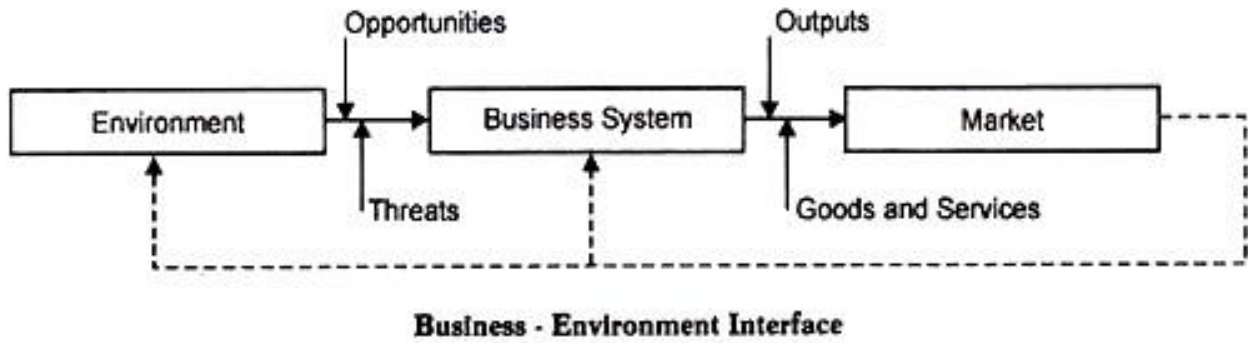 Opportunities
Outputs
Environment
Business System
Market
Threats
Goods and Services
Business - Environment Interface